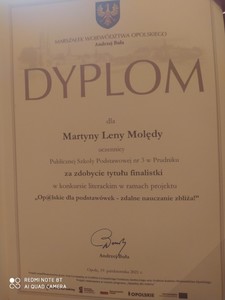 MARSZAŁEK WOJEWÓDZTWA OPOLSKIEGO
Andrzej Buła
DYPLOM
dla
Martyny Leny Molędy
uczennicy
Publicznej Szkoły Podstawowej nr 3 w Prudniku
za zdobycie tytułu finalistki
w konkursie literackim w ramach projektu
„Opolskie dla podstawówek - zdalne nauczanie zbliża!”
Andrzej Buła
OPOLSKIE
REDMI NOTE 8T
AI QUAD CAMERA